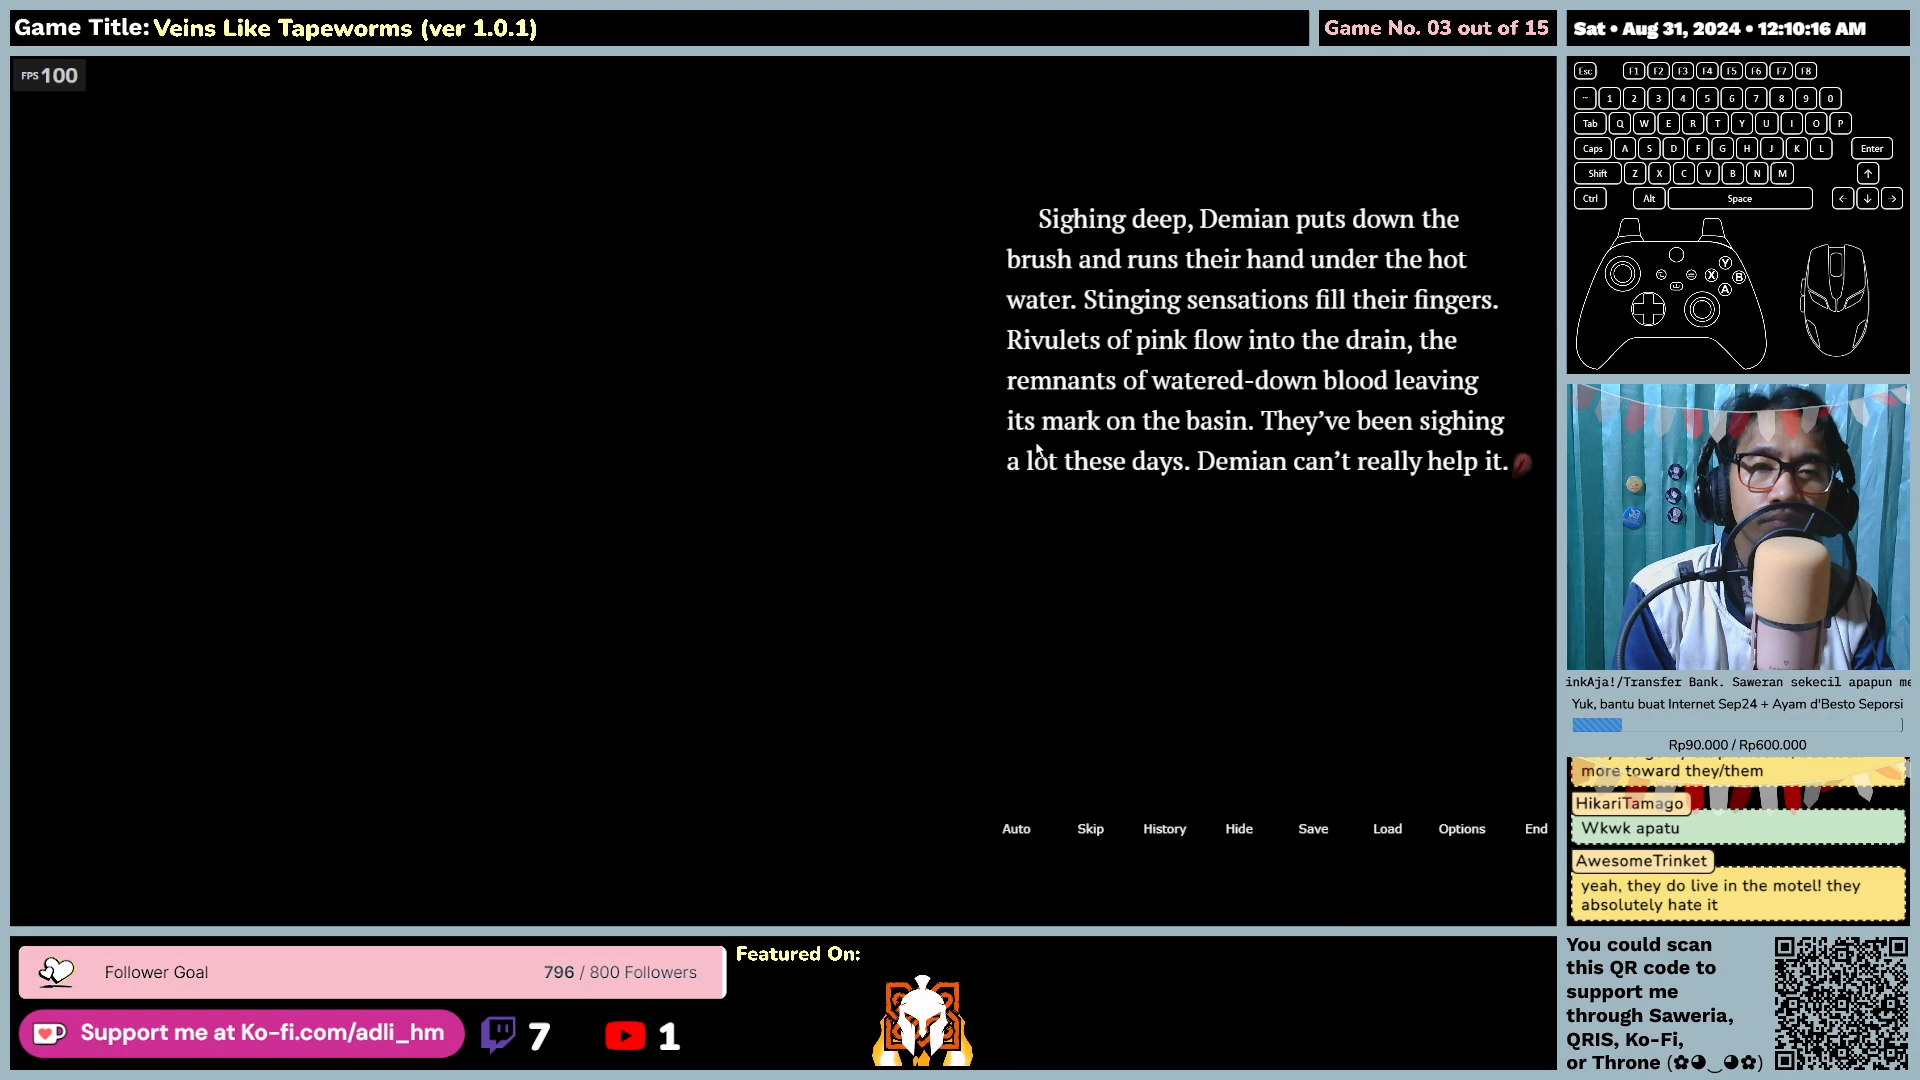 Game Title: Veins Like Tapeworms (ver 1.0.1)
Game No. 03 out of 15
Sat • Aug 31, 2024 • 12:10:16 AM
FPS 100
Sighing deep, Demian puts down the
brush and runs their hand under the hot
water. Stinging sensations fill their fingers.
Rivulets of pink flow into the drain, the
remnants of watered-down blood leaving
its mark on the basin. They’ve been sighing
a lot these days. Demian can’t really help it.
Auto Skip History Hide Save Load Options End
Esc F1 F2 F3 F4 F5 F6 F7 F8
~ 1 2 3 4 5 6 7 8 9 0
Tab Q W E R T Y U I O P
Caps A S D F G H J K L Enter
Shift Z X C V B N M ↑
Ctrl Alt Space ← ↓ →
Y
X B
A
inkAja!/Transfer Bank. Saweran sekecil apapun me
Yuk, bantu buat Internet Sep24 + Ayam d'Besto Seporsi
Rp90.000 / Rp600.000
more toward they/them
HikariTamago
Wkwk apatu
AwesomeTrinket
yeah, they do live in the motel! they
absolutely hate it
Follower Goal 796 / 800 Followers
Support me at Ko-fi.com/adli_hm
7
1
Featured On:
You could scan
this QR code to
support me
through Saweria,
QRIS, Ko-Fi,
or Throne (✿◕‿◕✿)